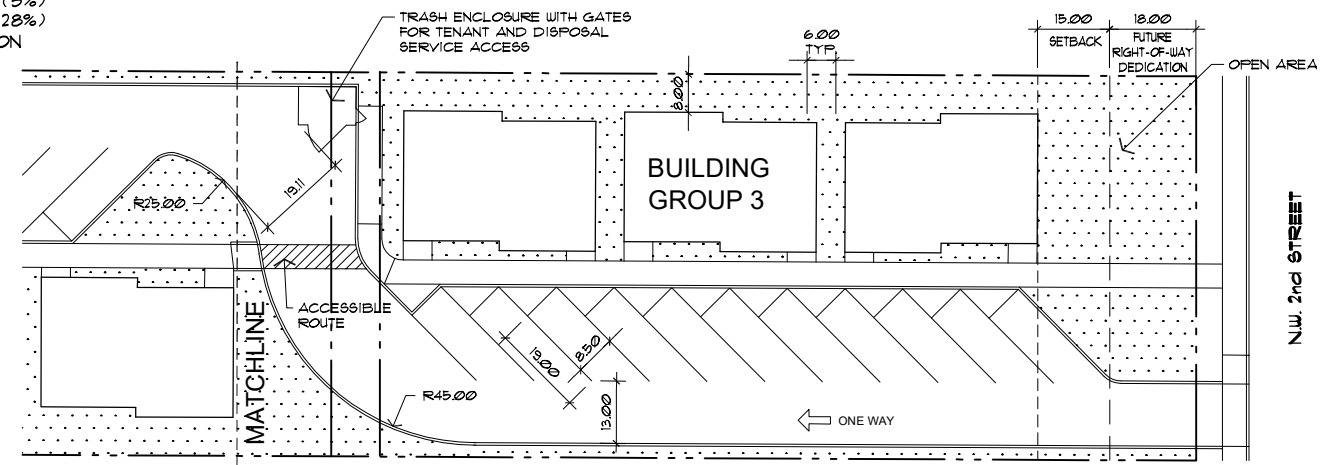 (5%)
28%)
ON
TRASH ENCLOSURE WITH GATES
FOR TENANT AND DISPOSAL
SERVICE ACCESS
6.00
TYP.
15.00
SETBACK
18.00
FUTURE
RIGHT-OF-WAY
DEDICATION
OPEN AREA
8.00
BUILDING
GROUP 3
19.11
R25.00
ACCESSIBLE
ROUTE
MATCHLINE
19.00
8.50
R45.00
13.00
ONE WAY
N.W. 2nd STREET